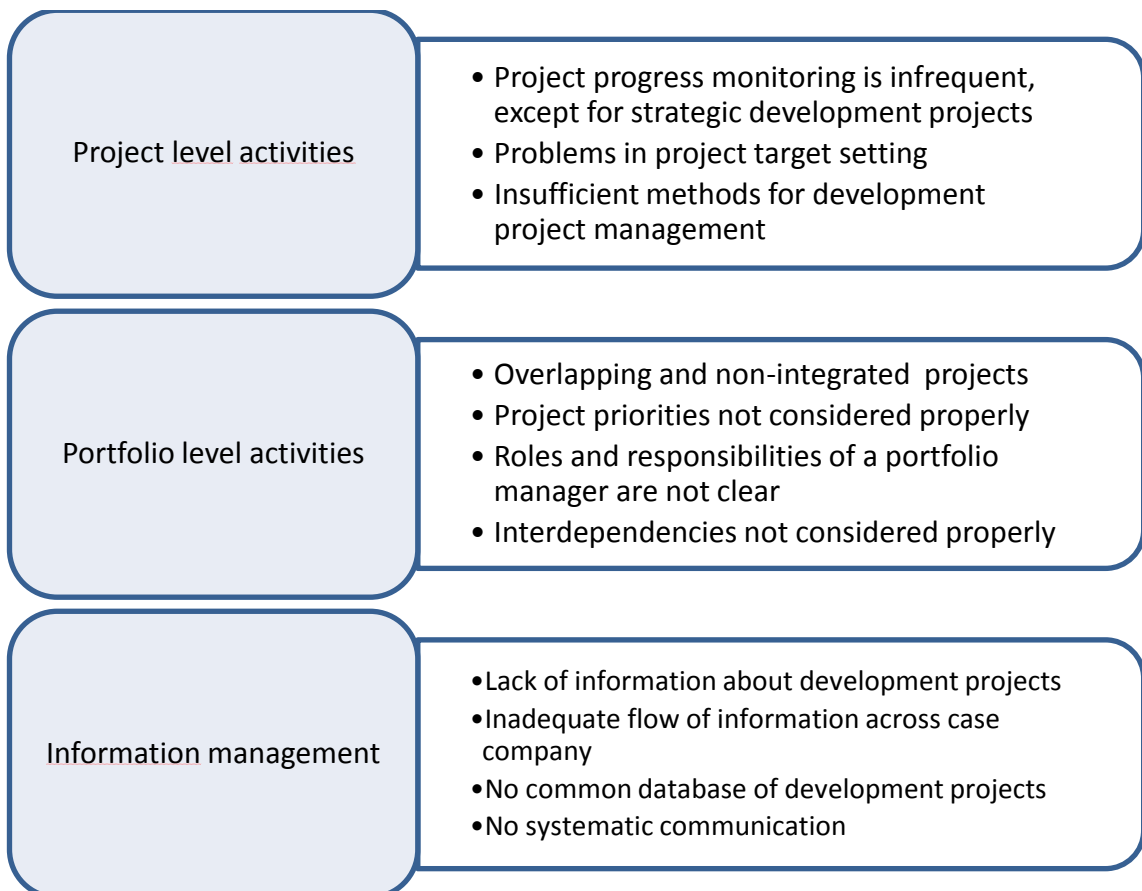 Project level activities
• Project progress monitoring is infrequent,
except for strategic development projects
• Problems in project target setting
• Insufficient methods for development
project management
Portfolio level activities
• Overlapping and non-integrated  projects
• Project priorities not considered properly
• Roles and responsibilities of a portfolio
manager are not clear
• Interdependencies not considered properly
Information management
•Lack of information about development projects
•Inadequate flow of information across case
company
•No common database of development projects
•No systematic communication